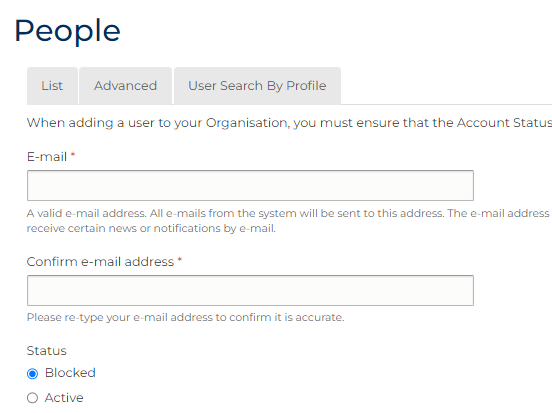 People
List
Advanced
User Search By Profile
When adding a user to your Organisation, you must ensure that the Account Status
E-mail *
A valid e-mail address. All e-mails from the system will be sent to this address. The e-mail address
receive certain news or notifications by e-mail.
Confirm e-mail address *
Please re-type your e-mail address to confirm it is accurate.
Status
Blocked
Active